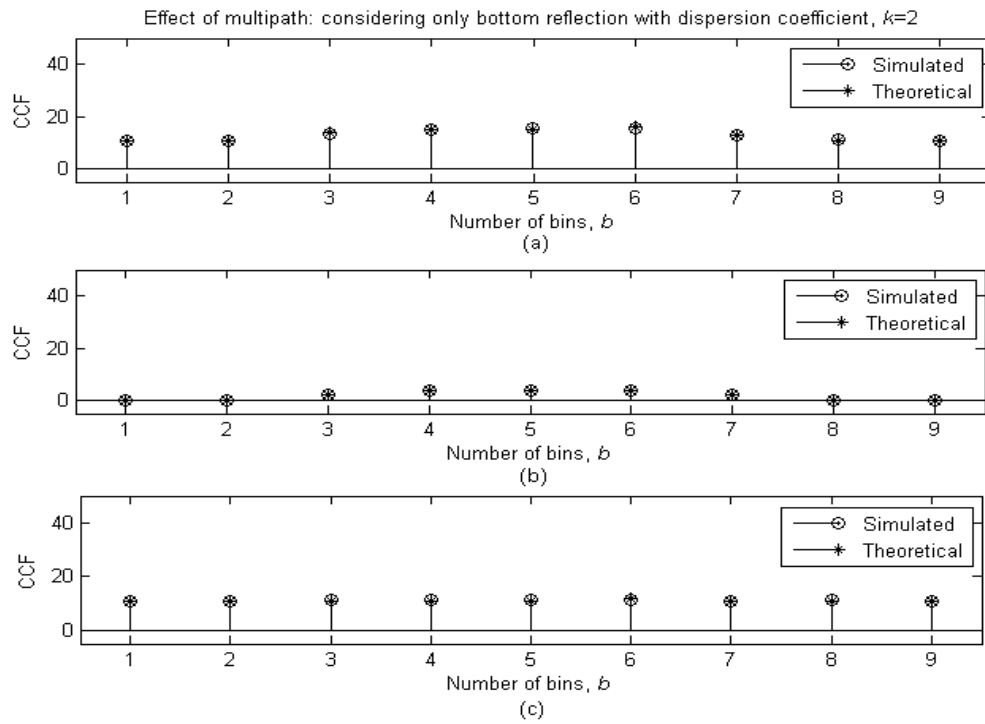 Effect of multipath: considering only bottom reflection with dispersion coefficient, k=2
CCF
40
20
0
Simulated
Theoretical
1 2 3 4 5 6 7 8 9
Number of bins, b
(a)
CCF
40
20
0
Simulated
Theoretical
1 2 3 4 5 6 7 8 9
Number of bins, b
(b)
CCF
40
20
0
Simulated
Theoretical
1 2 3 4 5 6 7 8 9
Number of bins, b
(c)